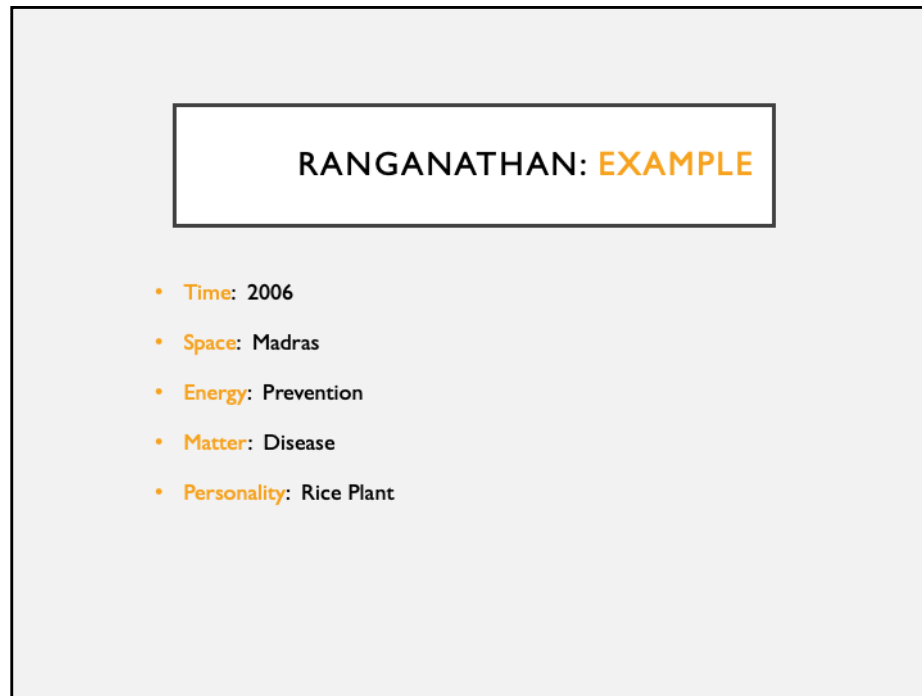 RANGANATHAN: EXAMPLE
• Time: 2006
• Space: Madras
• Energy: Prevention
• Matter: Disease
• Personality: Rice Plant